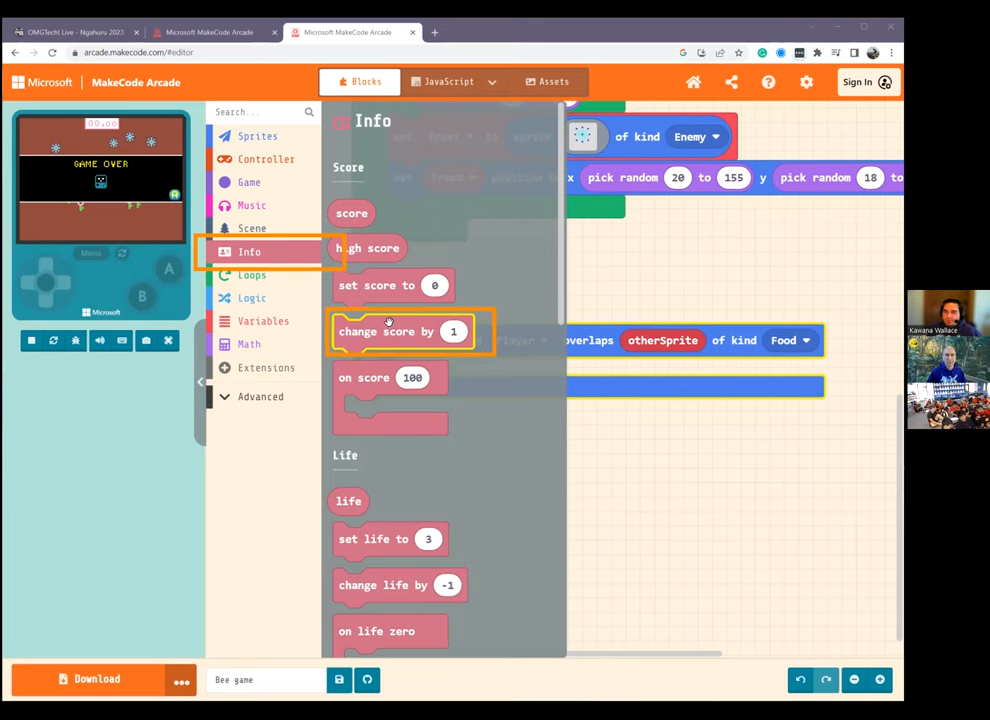 OMGTech! Live - Ngahuru 2023
Microsoft MakeCode Arcade
Microsoft MakeCode Arcade
arcade.makecode.com/#editor
Microsoft
MakeCode Arcade
Blocks
JavaScript
Assets
Sign In
00.00
GAME OVER
Menu
A
B
Microsoft
Search...
Sprites
Controller
Game
Music
Scene
Info
Loops
Logic
Variables
Math
Extensions
Advanced
Info
Score
score
high score
set score to 0
change score by 1
on score 100
Life
life
set life to 3
change life by -1
on life zero
of kind Enemy
x pick random 20 to 155 y pick random 18 to
Player overlaps otherSprite of kind Food
Download
Bee game
Kawana Wallace